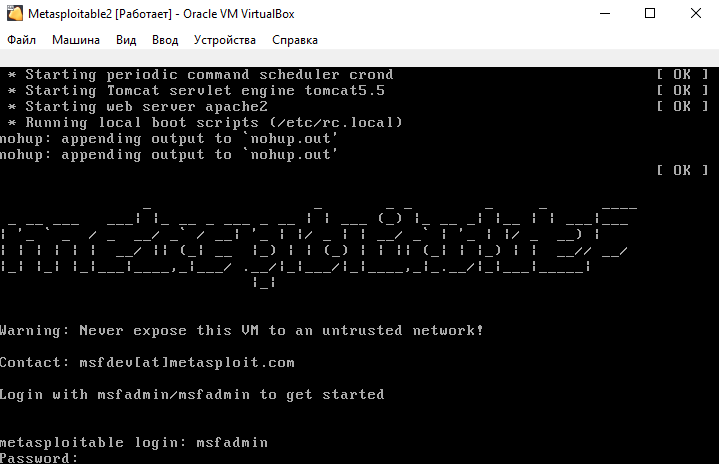 Metasploitable2 [Работает] - Oracle VM VirtualBox
Файл Машина Вид Ввод Устройства Справка
* Starting periodic command scheduler crond [ OK ]
* Starting Tomcat servlet engine tomcat5.5 [ OK ]
* Starting web server apache2 [ OK ]
* Running local boot scripts (/etc/rc.local)
nohup: appending output to `nohup.out'
nohup: appending output to `nohup.out'
[ OK ]
metasploitable2
Warning: Never expose this VM to an untrusted network!
Contact: msfdev[at]metasploit.com
Login with msfadmin/msfadmin to get started
metasploitable login: msfadmin
Password: